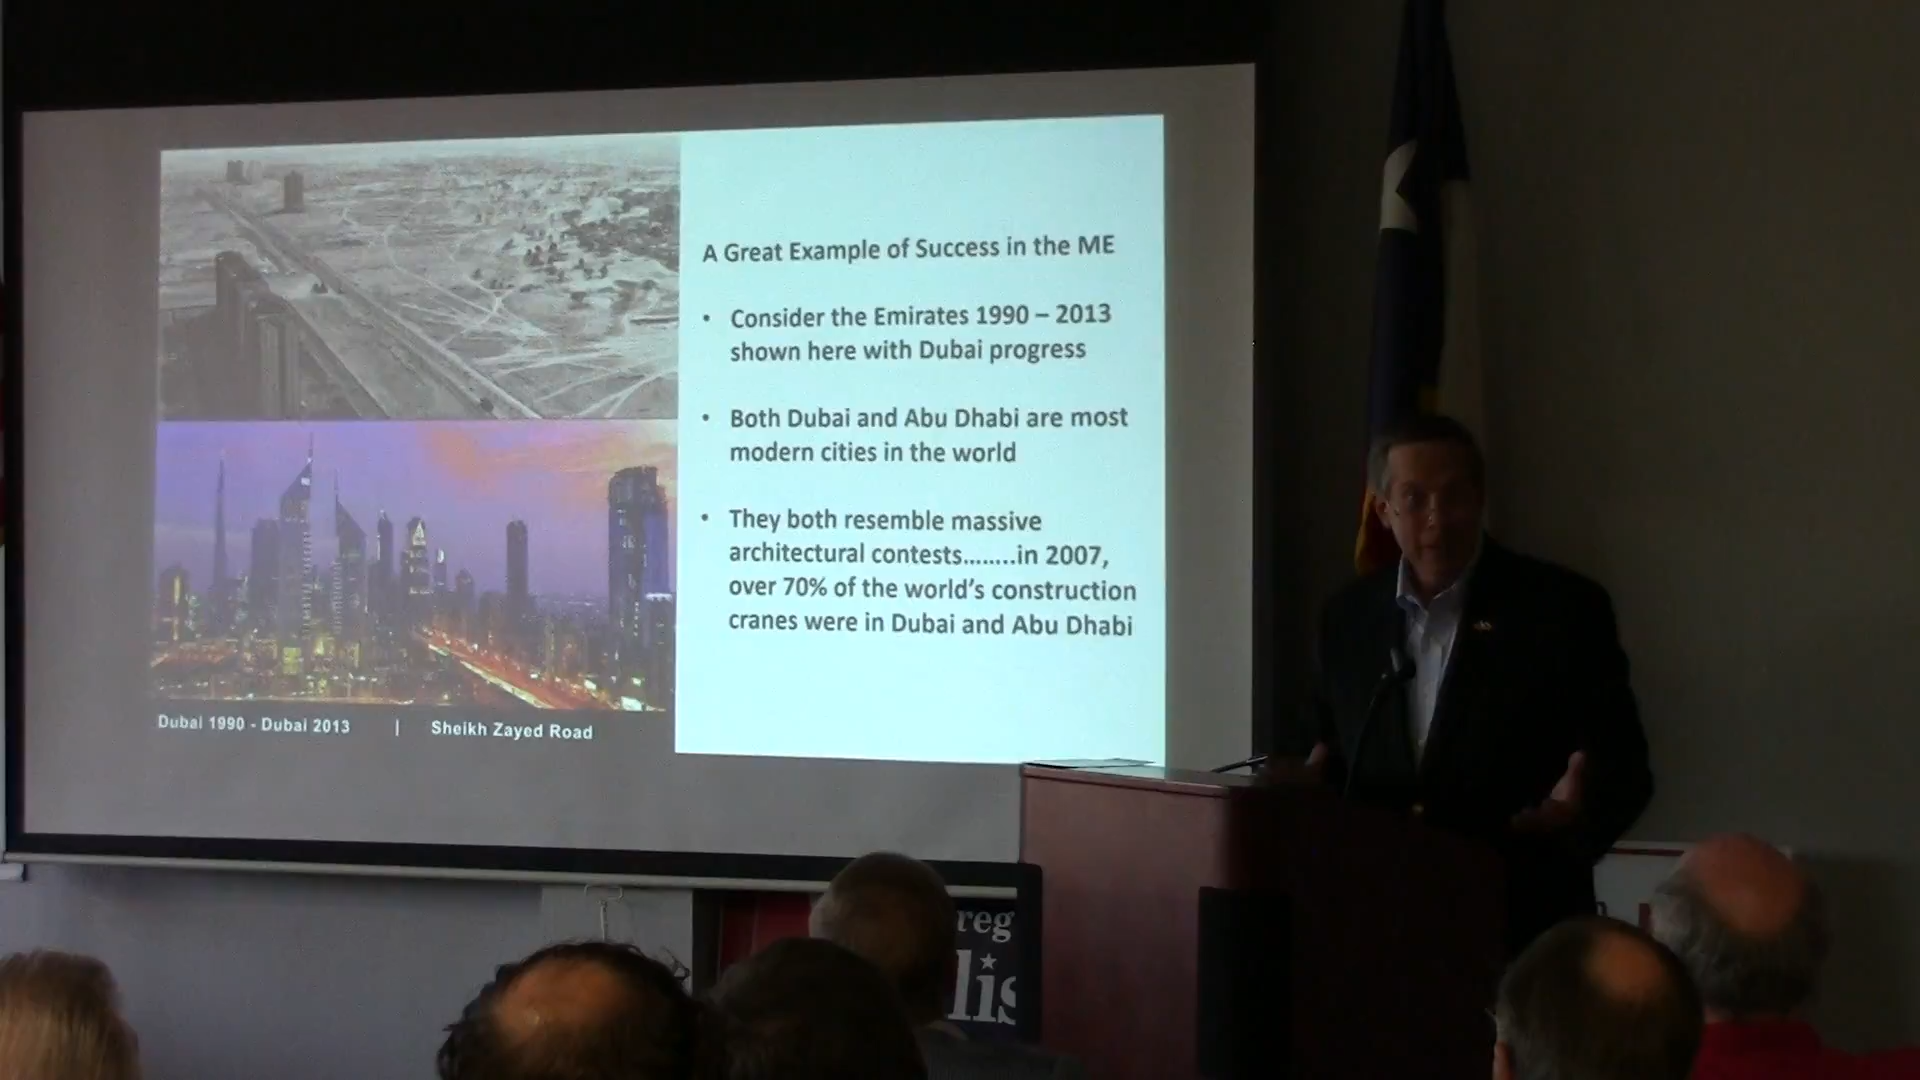 A Great Example of Success in the ME
• Consider the Emirates 1990 – 2013
shown here with Dubai progress
• Both Dubai and Abu Dhabi are most
modern cities in the world
• They both resemble massive
architectural contests........in 2007,
over 70% of the world's construction
cranes were in Dubai and Abu Dhabi
Dubai 1990 - Dubai 2013 | Sheikh Zayed Road
reg
lis